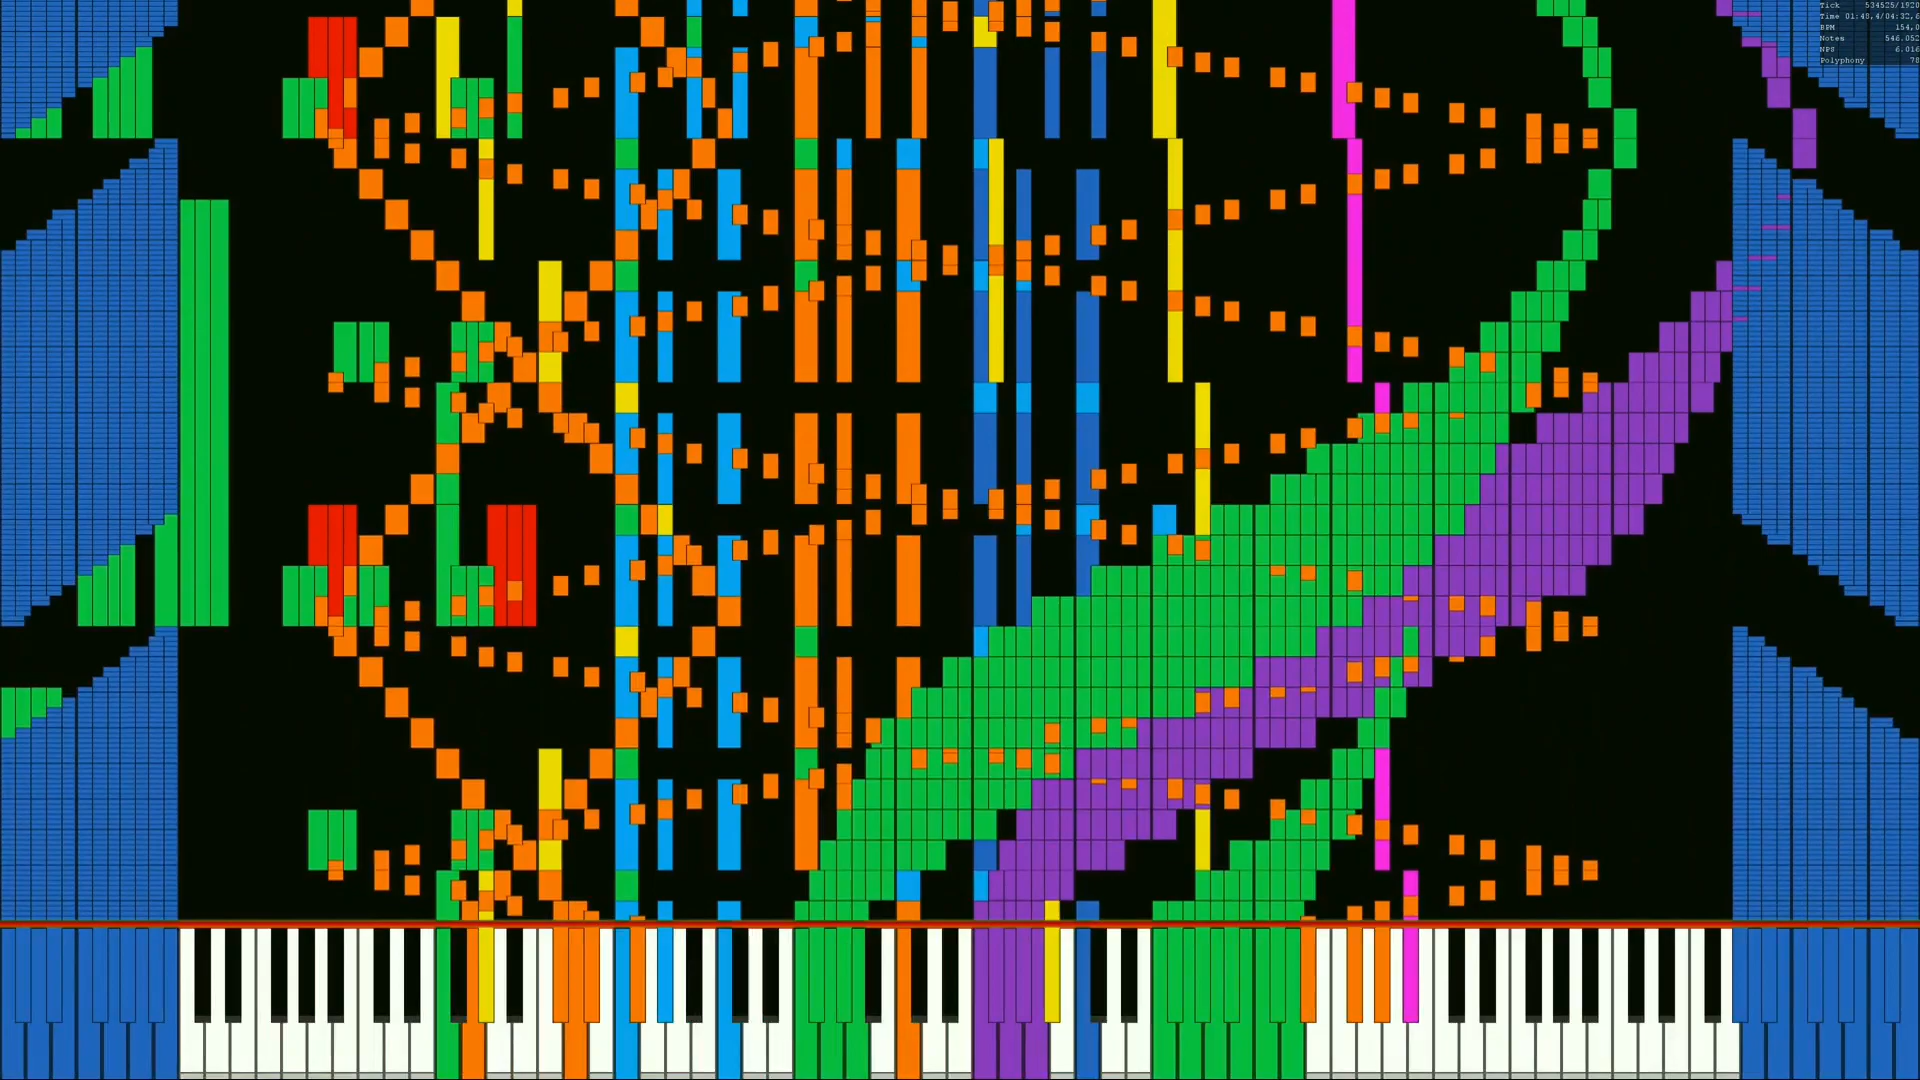 Tick 534525/1920
Time 01:48,4/04:32,6
BPM 154,0
Notes 546.052
NPS 6.016
Polyphony 78